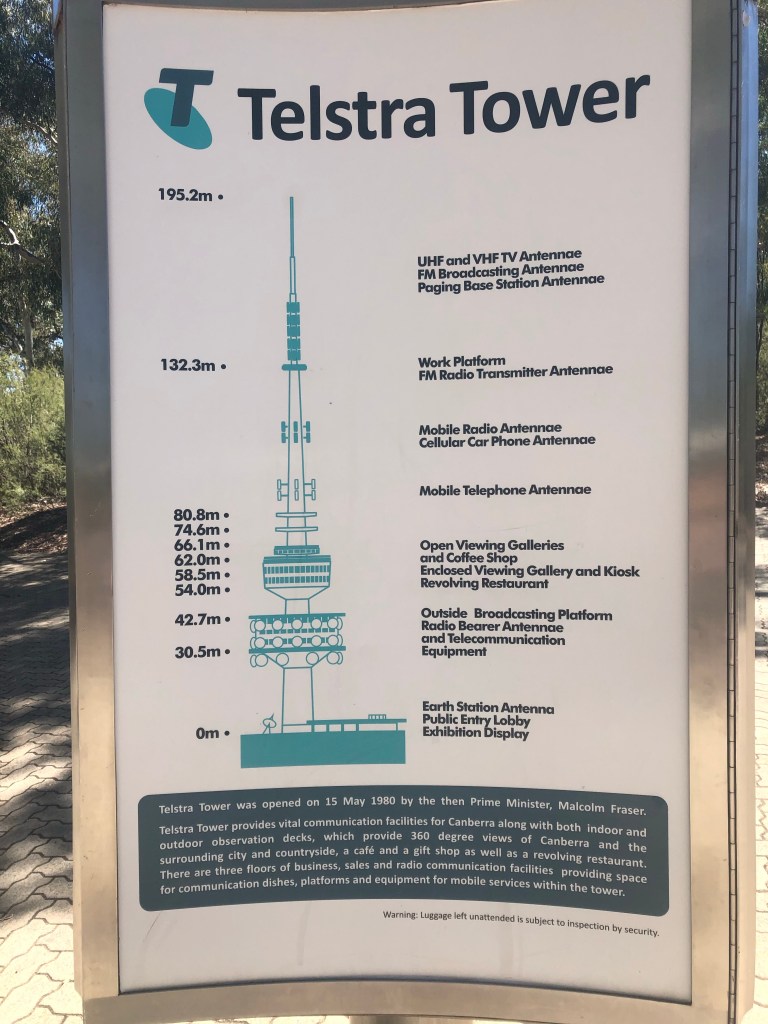 T Telstra Tower
195.2m •
UHF and VHF TV Antennae
FM Broadcasting Antennae
Paging Base Station Antennae
132.3m •
Work Platform
FM Radio Transmitter Antennae
Mobile Radio Antennae
Cellular Car Phone Antennae
Mobile Telephone Antennae
80.8m •
74.6m •
66.1m •
62.0m •
58.5m •
54.0m •
Open Viewing Galleries
and Coffee Shop
Enclosed Viewing Gallery and Kiosk
Revolving Restaurant
42.7m •
30.5m •
Outside Broadcasting Platform
Radio Bearer Antennae
and Telecommunication
Equipment
0m •
Earth Station Antenna
Public Entry Lobby
Exhibition Display
Telstra Tower was opened on 15 May 1980 by the then Prime Minister, Malcolm Fraser.
Telstra Tower provides vital communication facilities for Canberra along with both indoor and
outdoor observation decks, which provide 360 degree views of Canberra and the
surrounding city and countryside, a café and a gift shop as well as a revolving restaurant.
There are three floors of business, sales and radio communication facilities providing space
for communication dishes, platforms and equipment for mobile services within the tower.
Warning: Luggage left unattended is subject to inspection by security.